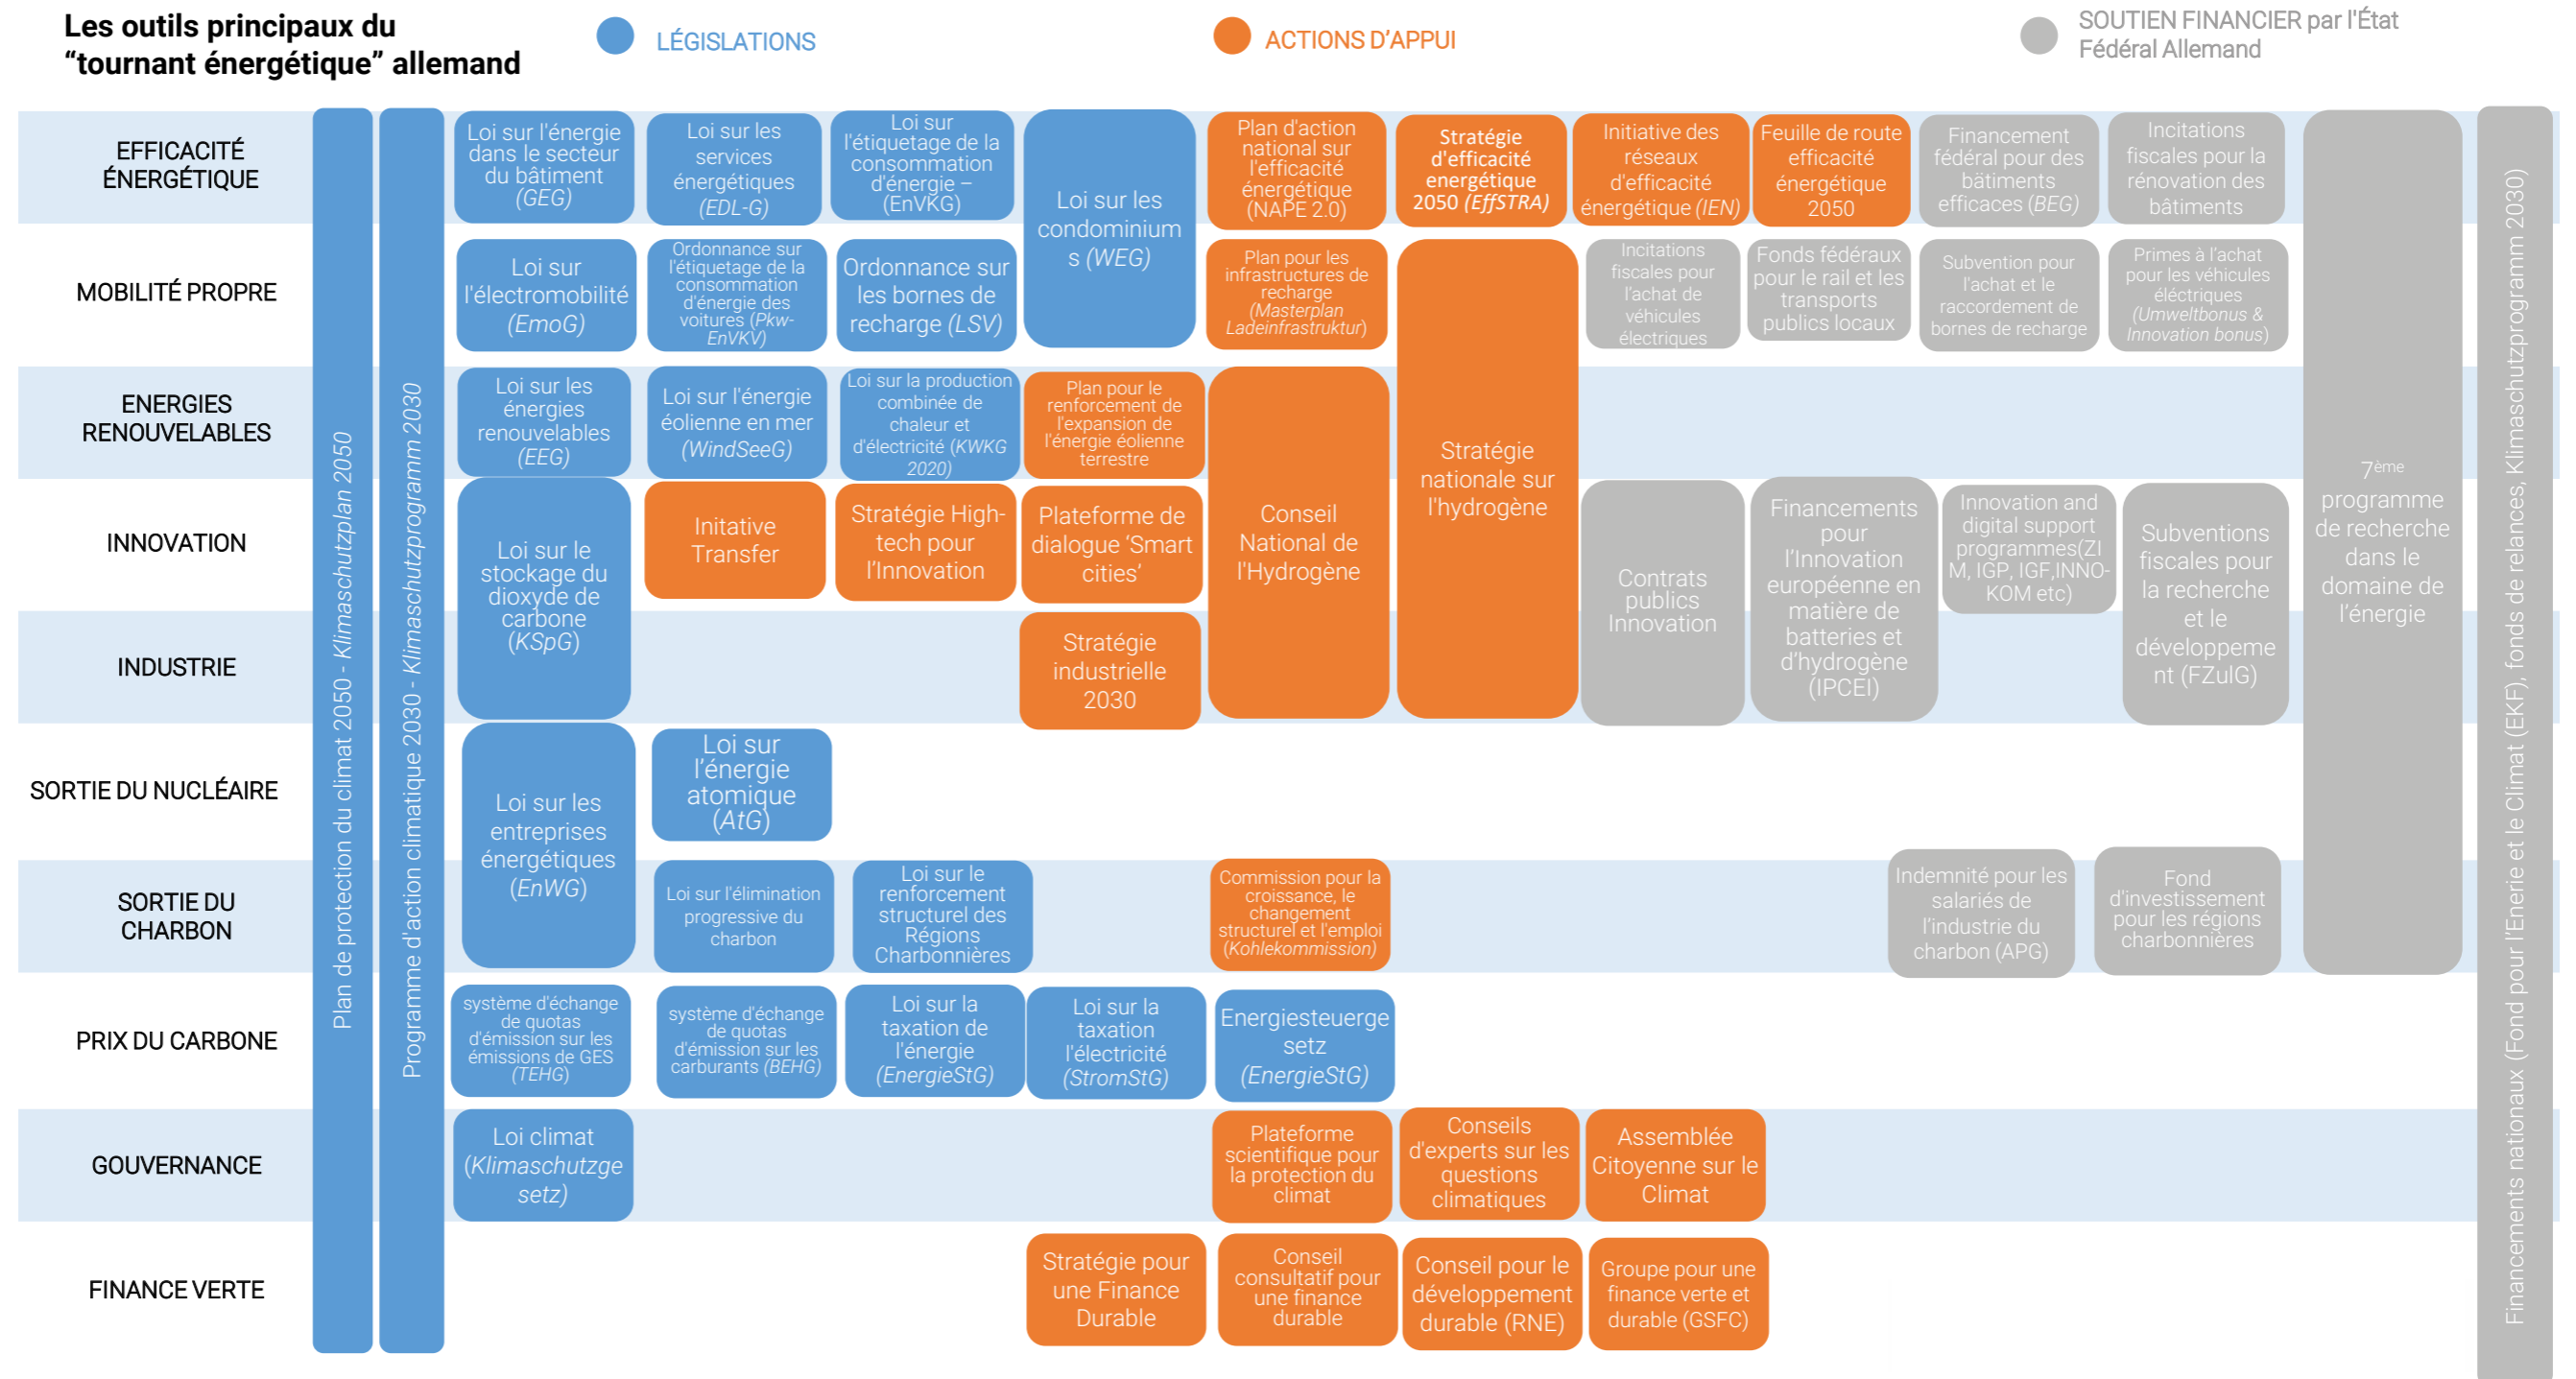 Les outils principaux du
“tournant énergétique” allemand
LÉGISLATIONS
ACTIONS D’APPUI
SOUTIEN FINANCIER par l'État
Fédéral Allemand
Plan de protection du climat 2050 - Klimaschutzplan 2050
Programme d'action climatique 2030 - Klimaschutzprogramm 2030
EFFICACITÉ
ÉNERGÉTIQUE
Loi sur l'énergie
dans le secteur
du bâtiment
(GEG)
Loi sur les
services
énergétiques
(EDL-G)
Loi sur
l'étiquetage de la
consommation
d'énergie –
(EnVKG)
Loi sur les
condominium
s (WEG)
Plan d'action
national sur
l'efficacité
énergétique
(NAPE 2.0)
Stratégie
d'efficacité
energétique
2050 (EffSTRA)
Initiative des
réseaux
d'efficacité
énergétique (IEN)
Feuille de route
efficacité
énergétique
2050
Financement
fédéral pour des
bätiments
efficaces (BEG)
Incitations
fiscales pour la
rénovation des
bâtiments
MOBILITÉ PROPRE
Loi sur
l'électromobilité
(EmoG)
Ordonnance sur
l'étiquetage de la
consommation
d'énergie des
voitures (Pkw-
EnVKV)
Ordonnance sur
les bornes de
recharge (LSV)
Plan pour les
infrastructures de
recharge
(Masterplan
Ladeinfrastruktur)
Stratégie
nationale sur
l'hydrogène
Incitations
fiscales pour
l’achat de
véhicules
électriques
Fonds fédéraux
pour le rail et les
transports
publics locaux
Subvention pour
l'achat et le
raccordement de
bornes de recharge
Primes à l’achat
pour les véhicules
éléctriques
(Umweltbonus &
Innovation bonus)
ENERGIES
RENOUVELABLES
Loi sur les
énergies
renouvelables
(EEG)
Loi sur l'énergie
éolienne en mer
(WindSeeG)
Loi sur la production
combinée de
chaleur et
d'électricité (KWKG
2020)
Plan pour le
renforcement de
l'expansion de
l'énergie éolienne
terrestre
Conseil
National de
l'Hydrogène
INNOVATION
Loi sur le
stockage du
dioxyde de
carbone
(KSpG)
Initative
Transfer
Stratégie High-
tech pour
l’Innovation
Plateforme de
dialogue ‘Smart
cities’
Contrats
publics
Innovation
Financements
pour
l’Innovation
européenne en
matière de
batteries et
d’hydrogène
(IPCEI)
Innovation and
digital support
programmes(ZI
M, IGP, IGF,INNO-
KOM etc)
Subventions
fiscales pour
la recherche
et le
développeme
nt (FZulG)
7ème
programme
de recherche
dans le
domaine de
l’énergie
INDUSTRIE
Stratégie
industrielle
2030
SORTIE DU NUCLÉAIRE
Loi sur les
entreprises
énergétiques
(EnWG)
Loi sur
l’énergie
atomique
(AtG)
SORTIE DU
CHARBON
Loi sur l'élimination
progressive du
charbon
Loi sur le
renforcement
structurel des
Régions
Charbonnières
Commission pour la
croissance, le
changement
structurel et l'emploi
(Kohlekommission)
Indemnité pour les
salariés de
l’industrie du
charbon (APG)
Fond
d'investissement
pour les régions
charbonnières
PRIX DU CARBONE
système d'échange
de quotas
d'émission sur les
émissions de GES
(TEHG)
système d'échange
de quotas
d'émission sur les
carburants (BEHG)
Loi sur la
taxation de
l'énergie
(EnergieStG)
Loi sur la
taxation
l'électricité
(StromStG)
Energiesteuerge
setz
(EnergieStG)
GOUVERNANCE
Loi climat
(Klimaschutzge
setz)
Plateforme
scientifique pour
la protection du
climat
Conseils
d'experts sur les
questions
climatiques
Assemblée
Citoyenne sur le
Climat
FINANCE VERTE
Stratégie pour
une Finance
Durable
Conseil
consultatif pour
une finance
durable
Conseil pour le
développement
durable (RNE)
Groupe pour une
finance verte et
durable (GSFC)
Financements nationaux (Fond pour l’Enerie et le Climat (EKF), fonds de relances, Klimaschutzprogramm 2030)